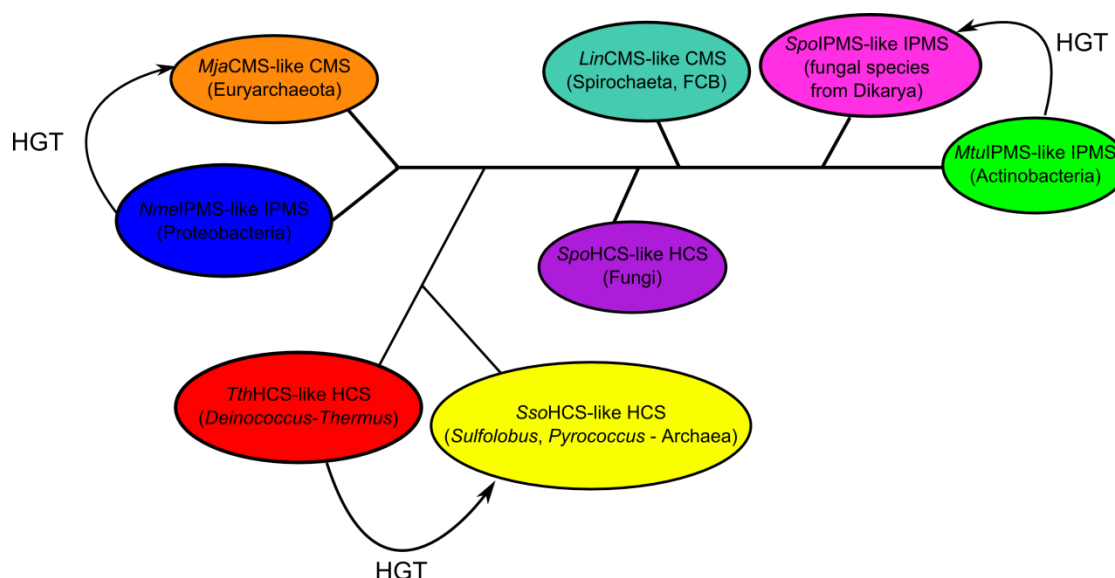 MjaCMS-like CMS
(Euryarchaeota)
LinCMS-like CMS
(Spirochaeta, FCB)
SpoIPMS-like IPMS
(fungal species
from Dikarya)
HGT
HGT
NmeIPMS-like IPMS
(Proteobacteria)
MtuIPMS-like IPMS
(Actinobacteria)
SpoHCS-like HCS
(Fungi)
TthHCS-like HCS
(Deinococcus-Thermus)
SsoHCS-like HCS
(Sulfolobus, Pyrococcus - Archaea)
HGT